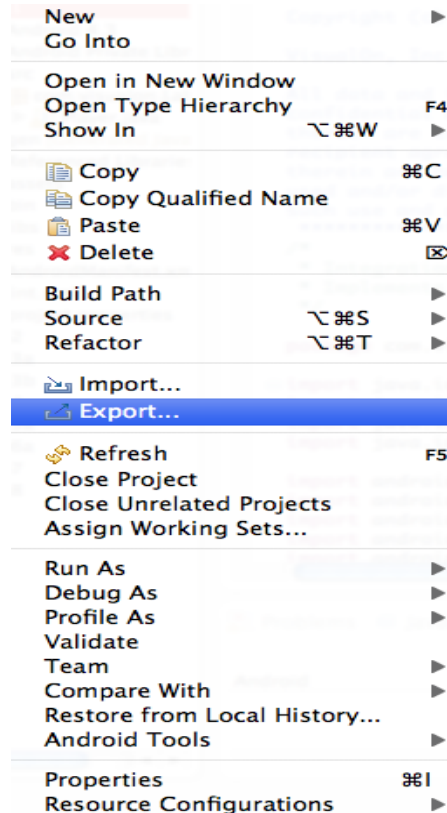 New
Go Into
Open in New Window
Open Type Hierarchy F4
Show In ⌥⌘W
Copy ⌘C
Copy Qualified Name
Paste ⌘V
Delete ⌦
Build Path
Source ⌥⌘S
Refactor ⌥⌘T
Import...
Export...
Refresh F5
Close Project
Close Unrelated Projects
Assign Working Sets...
Run As
Debug As
Profile As
Validate
Team
Compare With
Restore from Local History...
Android Tools
Properties ⌘I
Resource Configurations